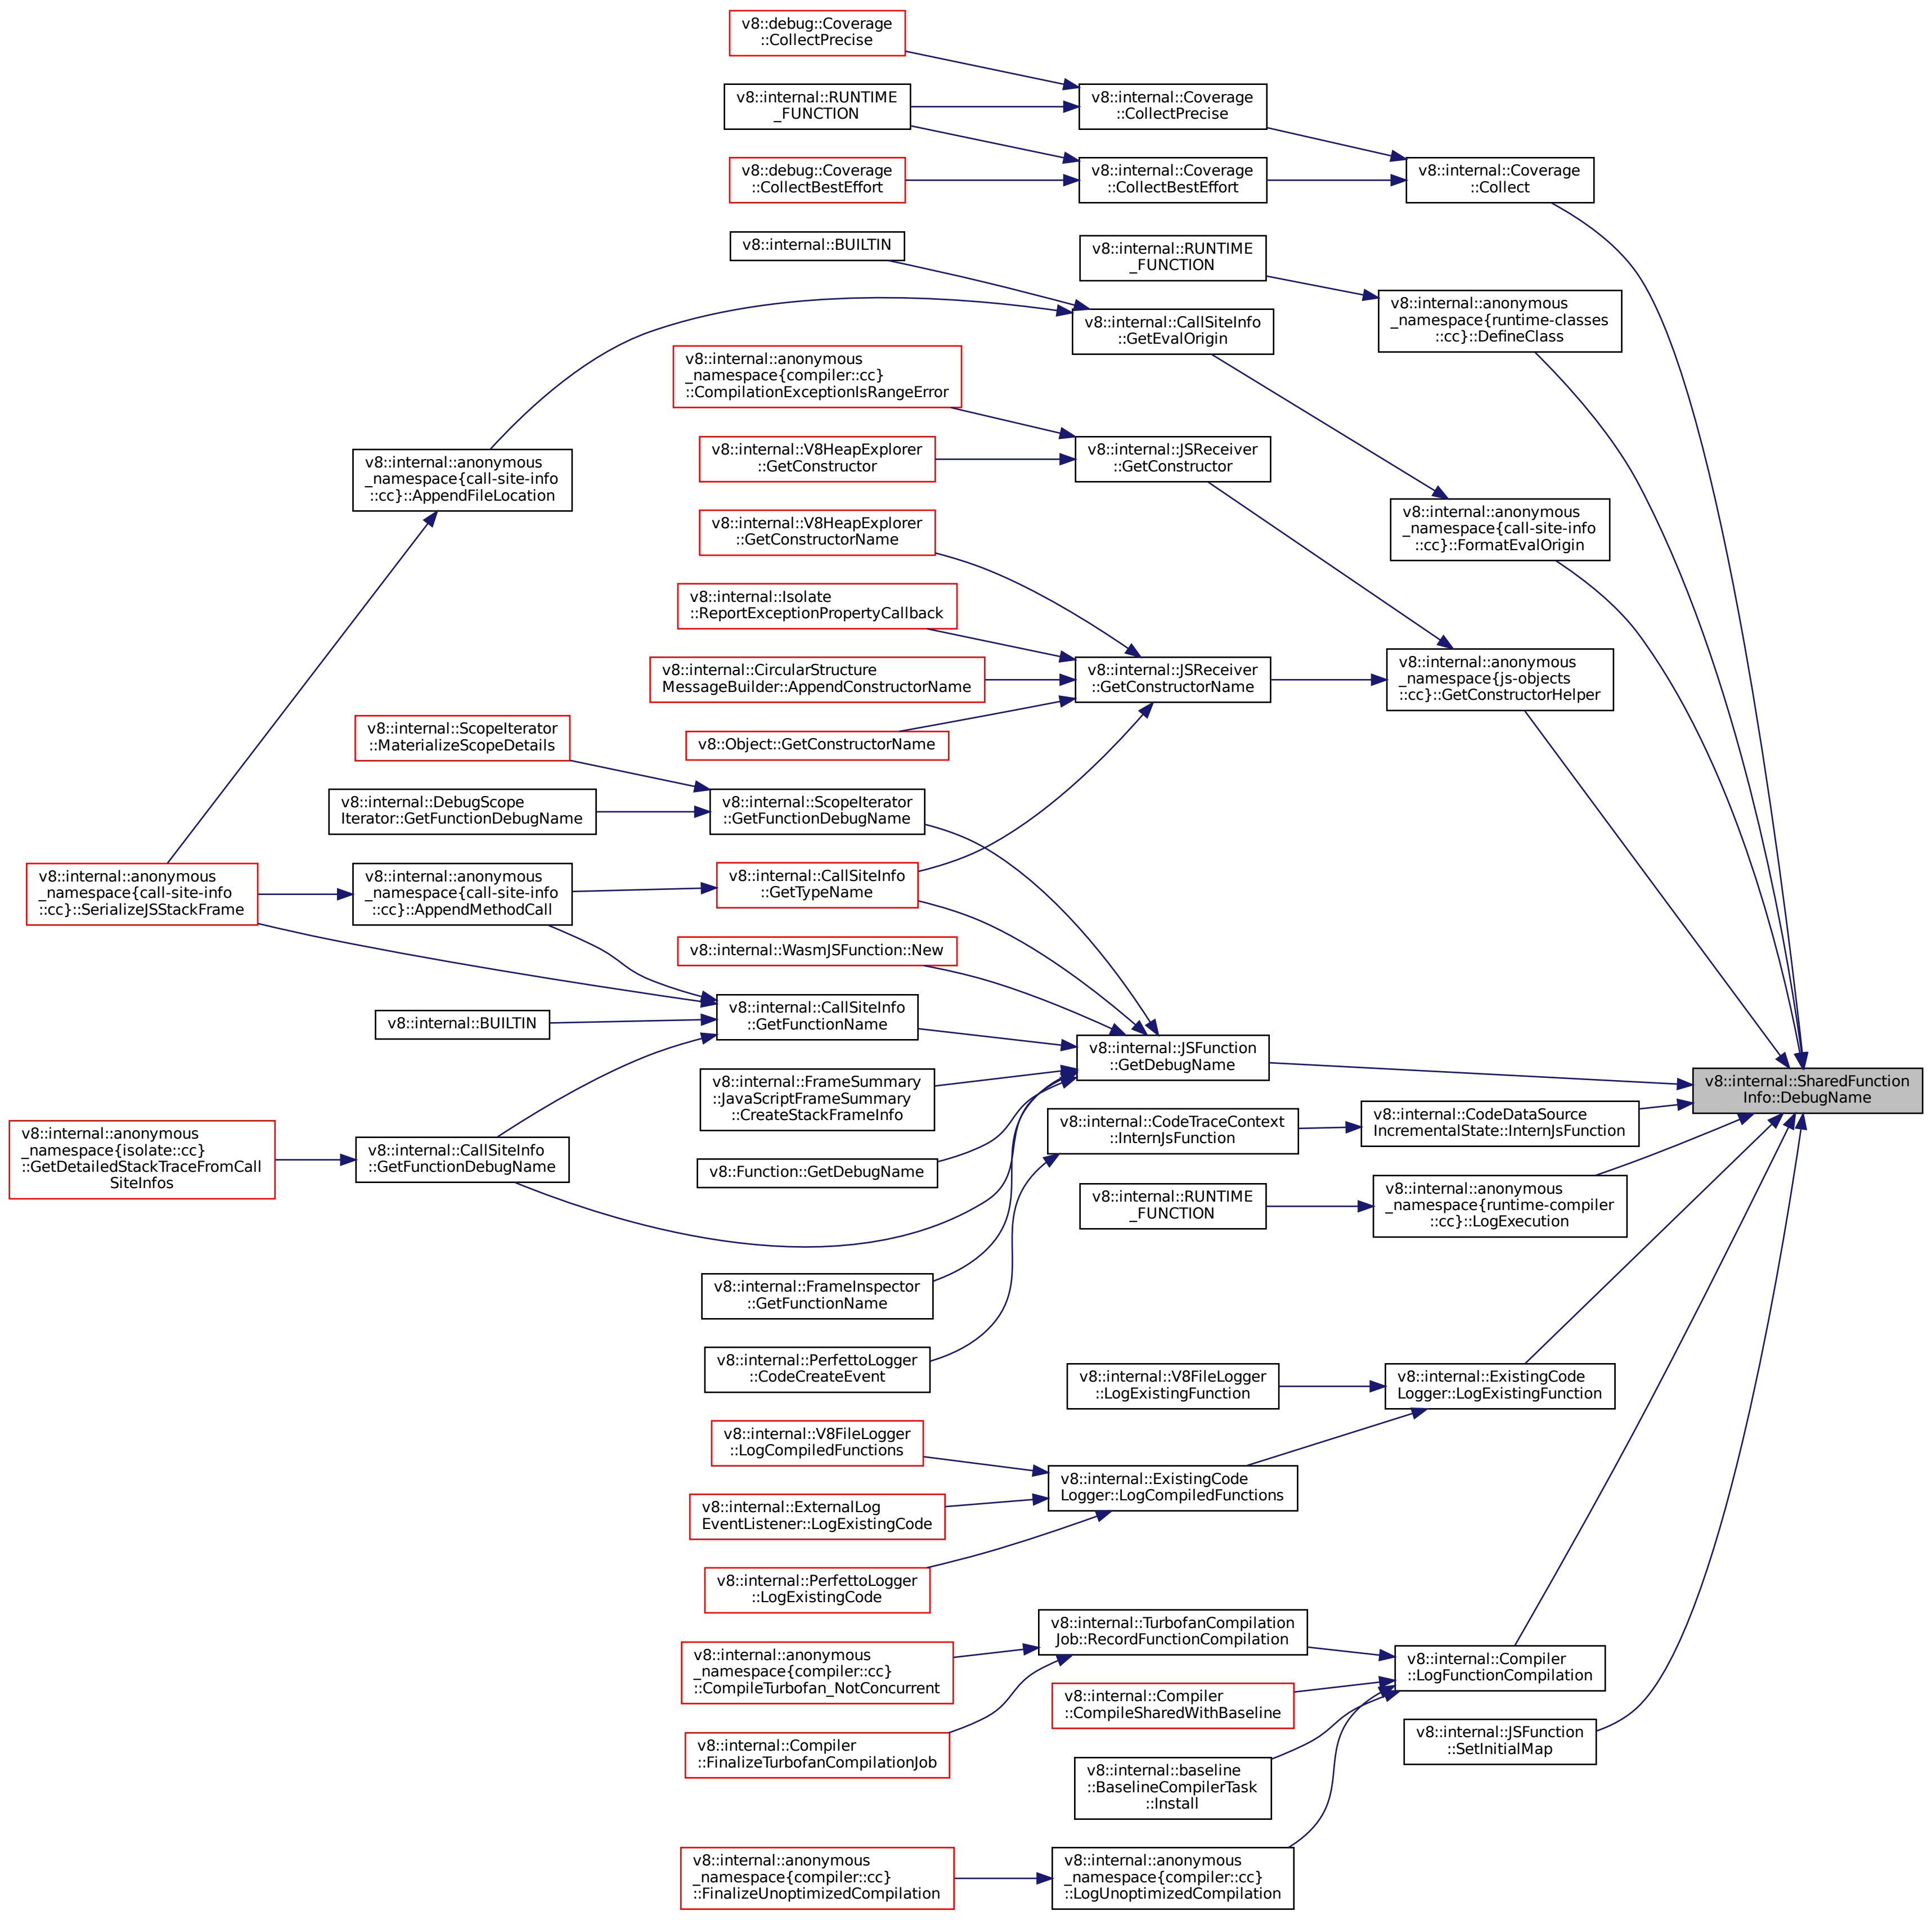 v8::debug::Coverage
::CollectPrecise
v8::internal::RUNTIME
_FUNCTION
v8::internal::Coverage
::CollectPrecise
v8::debug::Coverage
::CollectBestEffort
v8::internal::Coverage
::CollectBestEffort
v8::internal::Coverage
::Collect
v8::internal::BUILTIN
v8::internal::RUNTIME
_FUNCTION
v8::internal::anonymous
_namespace{runtime-classes
::cc}::DefineClass
v8::internal::CallSiteInfo
::GetEvalOrigin
v8::internal::anonymous
_namespace{compiler::cc}
::CompilationExceptionIsRangeError
v8::internal::anonymous
_namespace{call-site-info
::cc}::AppendFileLocation
v8::internal::V8HeapExplorer
::GetConstructor
v8::internal::JSReceiver
::GetConstructor
v8::internal::V8HeapExplorer
::GetConstructorName
v8::internal::anonymous
_namespace{call-site-info
::cc}::FormatEvalOrigin
v8::internal::Isolate
::ReportExceptionPropertyCallback
v8::internal::CircularStructure
MessageBuilder::AppendConstructorName
v8::internal::JSReceiver
::GetConstructorName
v8::internal::anonymous
_namespace{js-objects
::cc}::GetConstructorHelper
v8::internal::ScopeIterator
::MaterializeScopeDetails
v8::Object::GetConstructorName
v8::internal::DebugScope
Iterator::GetFunctionDebugName
v8::internal::ScopeIterator
::GetFunctionDebugName
v8::internal::anonymous
_namespace{call-site-info
::cc}::SerializeJSStackFrame
v8::internal::anonymous
_namespace{call-site-info
::cc}::AppendMethodCall
v8::internal::CallSiteInfo
::GetTypeName
v8::internal::WasmJSFunction::New
v8::internal::BUILTIN
v8::internal::CallSiteInfo
::GetFunctionName
v8::internal::JSFunction
::GetDebugName
v8::internal::SharedFunction
Info::DebugName
v8::internal::FrameSummary
::JavaScriptFrameSummary
::CreateStackFrameInfo
v8::internal::CodeTraceContext
::InternJsFunction
v8::internal::CodeDataSource
IncrementalState::InternJsFunction
v8::internal::anonymous
_namespace{isolate::cc}
::GetDetailedStackTraceFromCall
SiteInfos
v8::internal::CallSiteInfo
::GetFunctionDebugName
v8::Function::GetDebugName
v8::internal::RUNTIME
_FUNCTION
v8::internal::anonymous
_namespace{runtime-compiler
::cc}::LogExecution
v8::internal::FrameInspector
::GetFunctionName
v8::internal::PerfettoLogger
::CodeCreateEvent
v8::internal::V8FileLogger
::LogExistingFunction
v8::internal::ExistingCode
Logger::LogExistingFunction
v8::internal::V8FileLogger
::LogCompiledFunctions
v8::internal::ExternalLog
EventListener::LogExistingCode
v8::internal::ExistingCode
Logger::LogCompiledFunctions
v8::internal::PerfettoLogger
::LogExistingCode
v8::internal::TurbofanCompilation
Job::RecordFunctionCompilation
v8::internal::anonymous
_namespace{compiler::cc}
::CompileTurbofan_NotConcurrent
v8::internal::Compiler
::LogFunctionCompilation
v8::internal::Compiler
::CompileSharedWithBaseline
v8::internal::Compiler
::FinalizeTurbofanCompilationJob
v8::internal::JSFunction
::SetInitialMap
v8::internal::baseline
::BaselineCompilerTask
::Install
v8::internal::anonymous
_namespace{compiler::cc}
::FinalizeUnoptimizedCompilation
v8::internal::anonymous
_namespace{compiler::cc}
::LogUnoptimizedCompilation